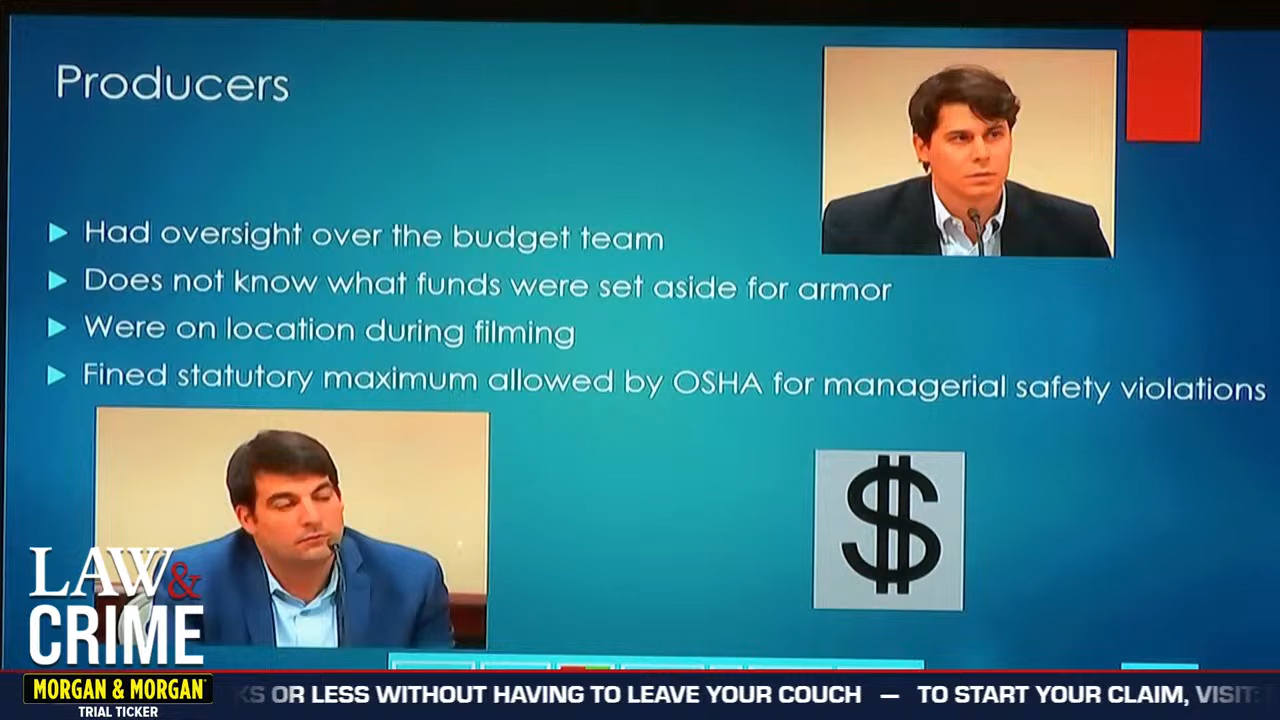 Producers
Had oversight over the budget team
Does not know what funds were set aside for armor
Were on location during filming
Fined statutory maximum allowed by OSHA for managerial safety violations
$
LAW&
CRIME
MORGAN & MORGAN
TRIAL TICKER
KS OR LESS WITHOUT HAVING TO LEAVE YOUR COUCH — TO START YOUR CLAIM, VISIT: